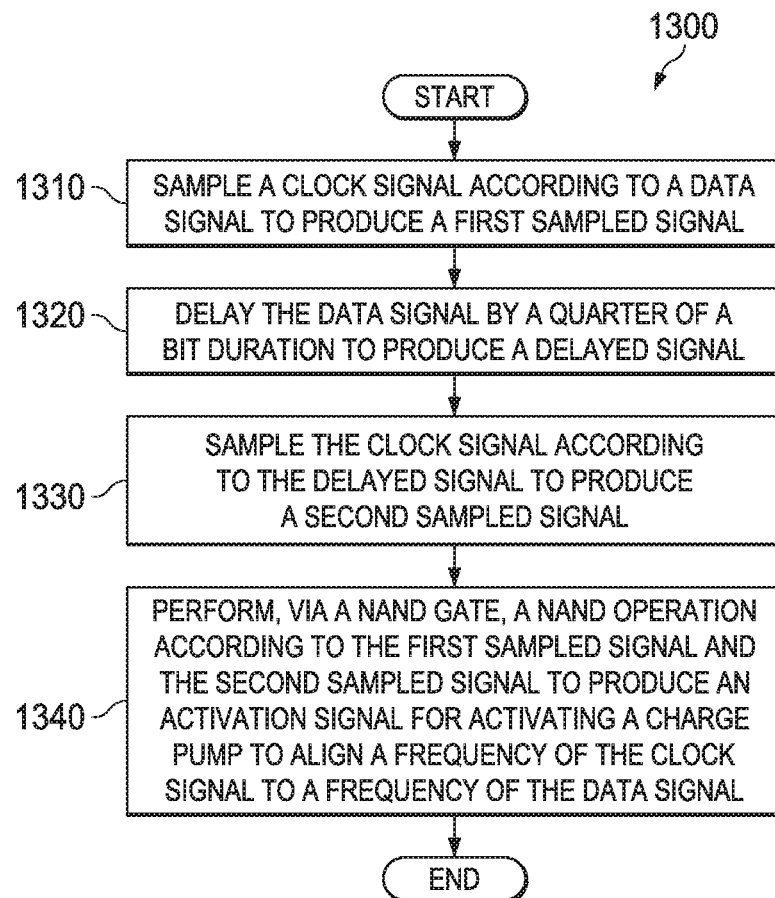 1300
START
1310
SAMPLE A CLOCK SIGNAL ACCORDING TO A DATA
SIGNAL TO PRODUCE A FIRST SAMPLED SIGNAL
1320
DELAY THE DATA SIGNAL BY A QUARTER OF A
BIT DURATION TO PRODUCE A DELAYED SIGNAL
1330
SAMPLE THE CLOCK SIGNAL ACCORDING
TO THE DELAYED SIGNAL TO PRODUCE
A SECOND SAMPLED SIGNAL
1340
PERFORM, VIA A NAND GATE, A NAND OPERATION
ACCORDING TO THE FIRST SAMPLED SIGNAL AND
THE SECOND SAMPLED SIGNAL TO PRODUCE AN
ACTIVATION SIGNAL FOR ACTIVATING A CHARGE
PUMP TO ALIGN A FREQUENCY OF THE CLOCK
SIGNAL TO A FREQUENCY OF THE DATA SIGNAL
END